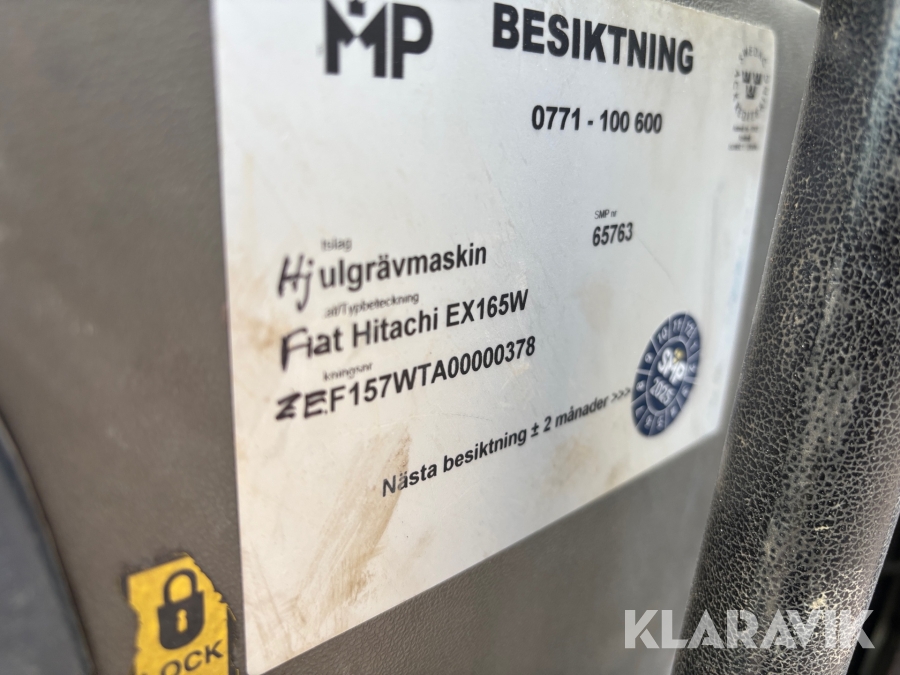 MP
BESIKTNING
0771 - 100 600
SMP nr
65763
Hjulgrävmaskin
Fiat Hitachi EX165W
kningsnr
ZEF157WTA00000378
Nästa besiktning ± 2 månader >>>
SMP
2025
LOCK
KLARAVIK